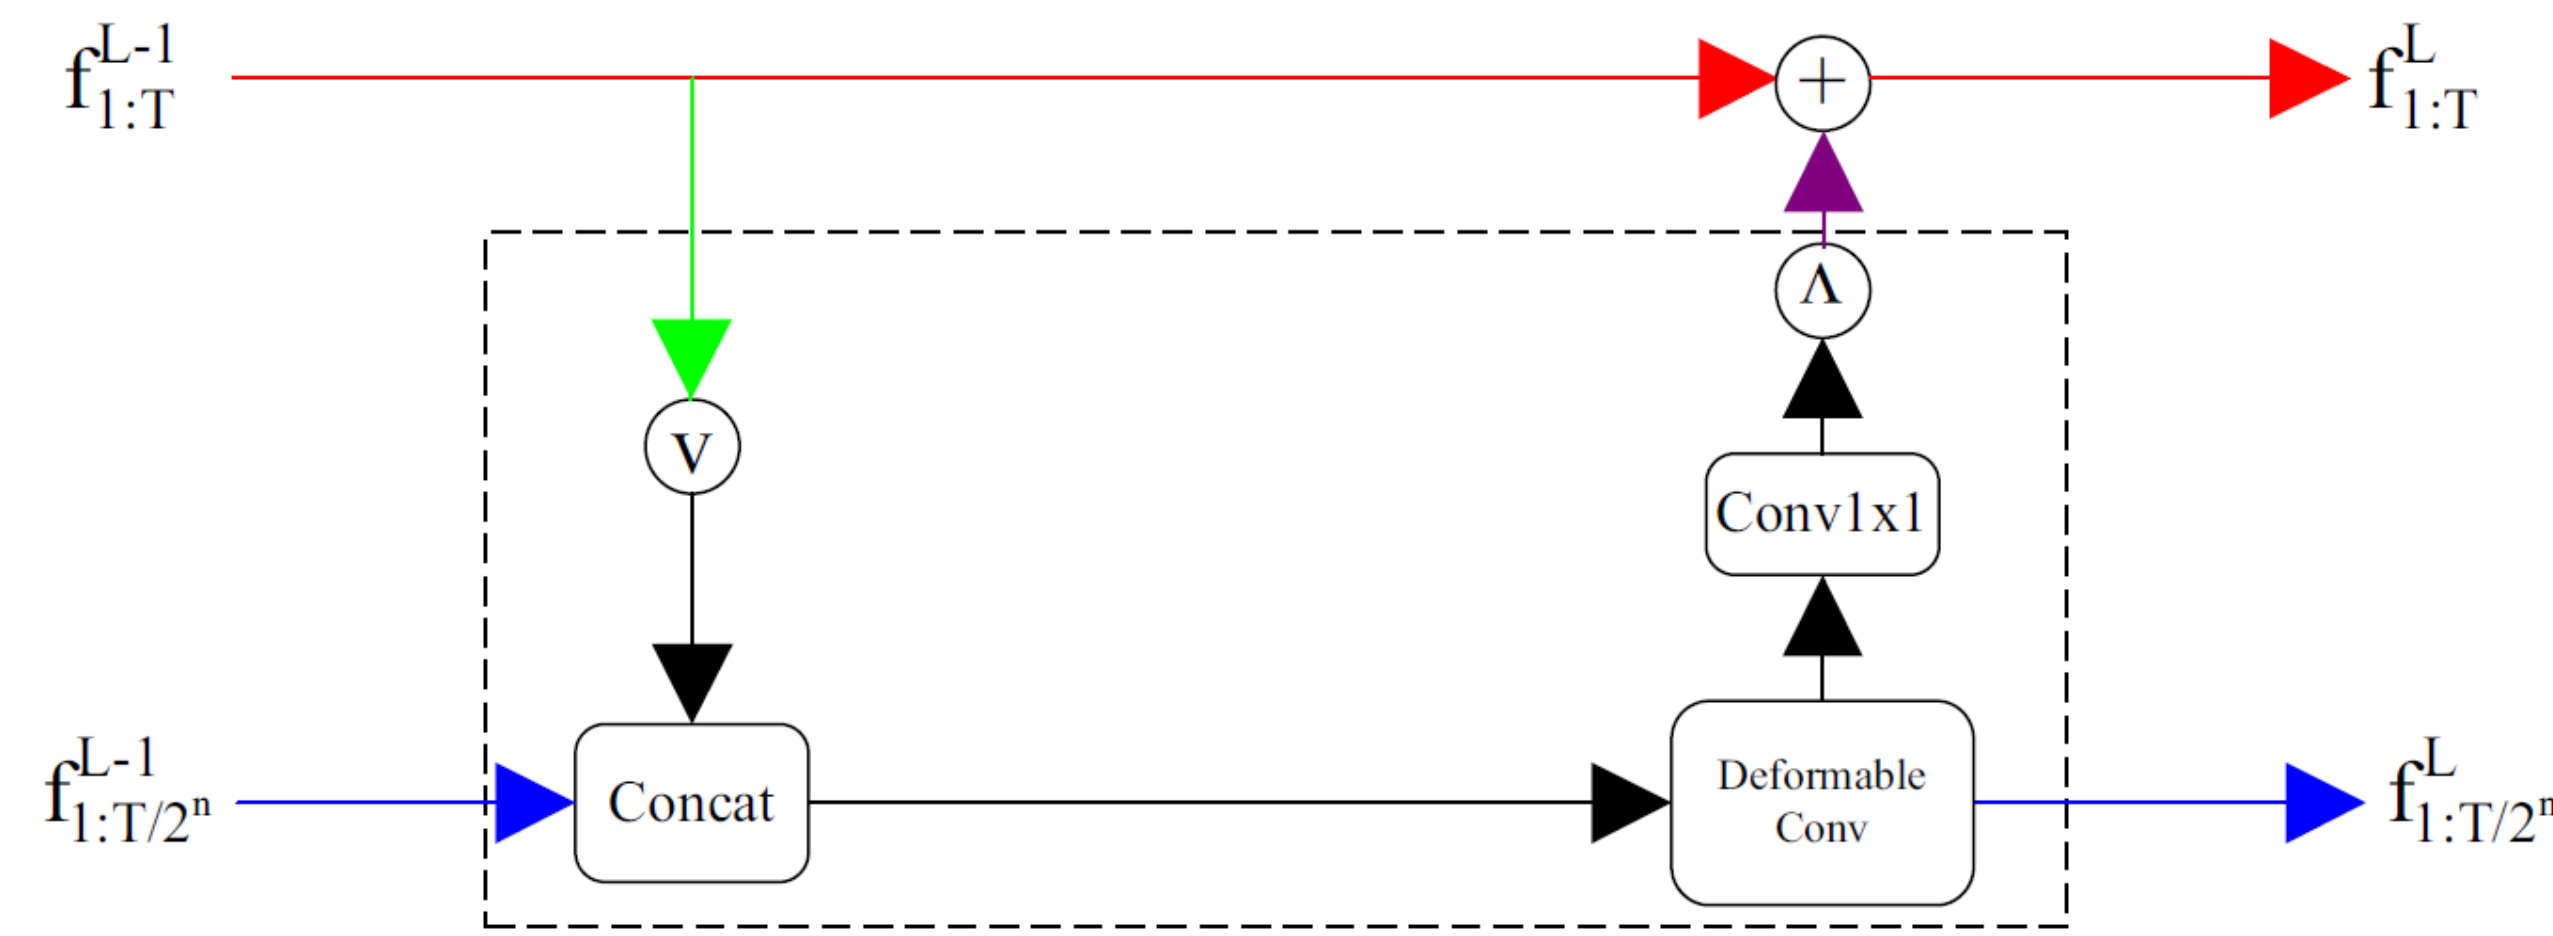 f^{L-1}_{1:T}
+
f^{L}_{1:T}
Λ
v
Conv1x1
f^{L-1}_{1:T/2^n}
Concat
Deformable
Conv
f^{L}_{1:T/2^n}